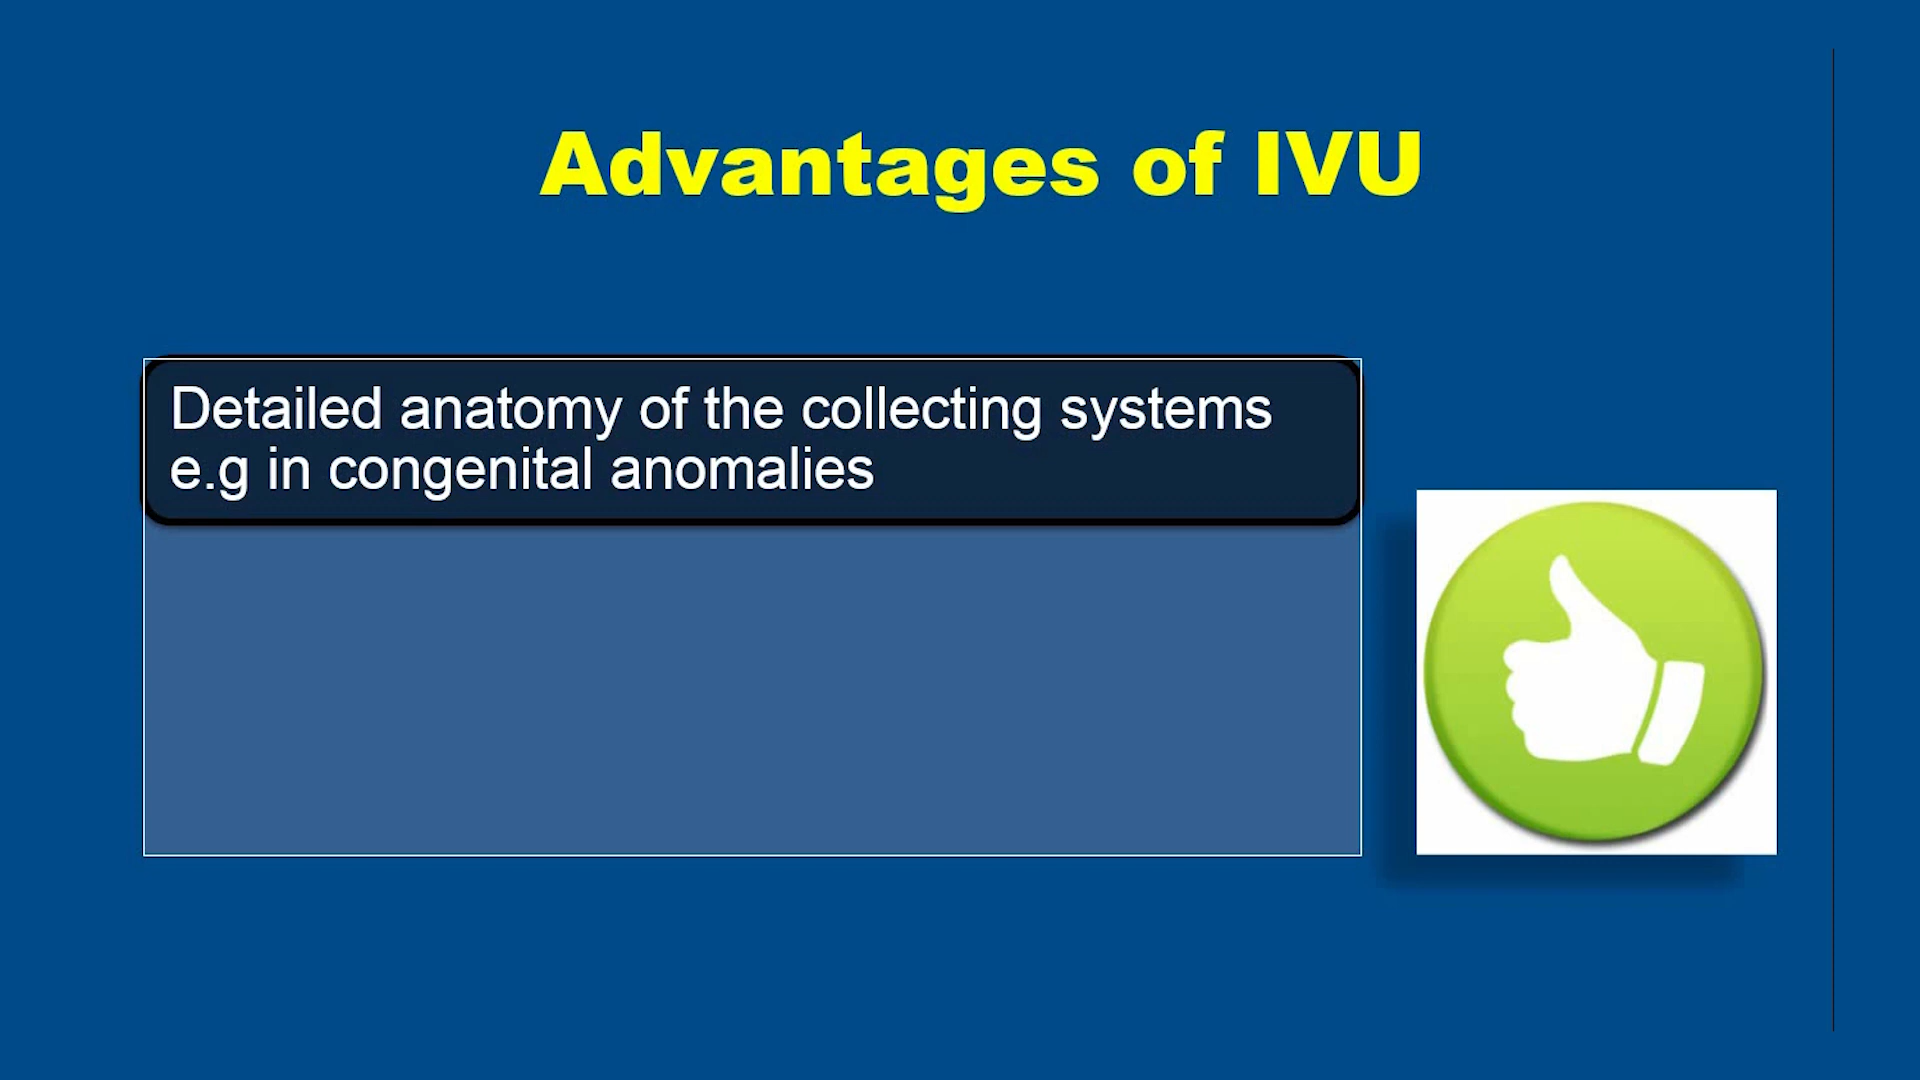 Advantages of IVU
Detailed anatomy of the collecting systems
e.g in congenital anomalies